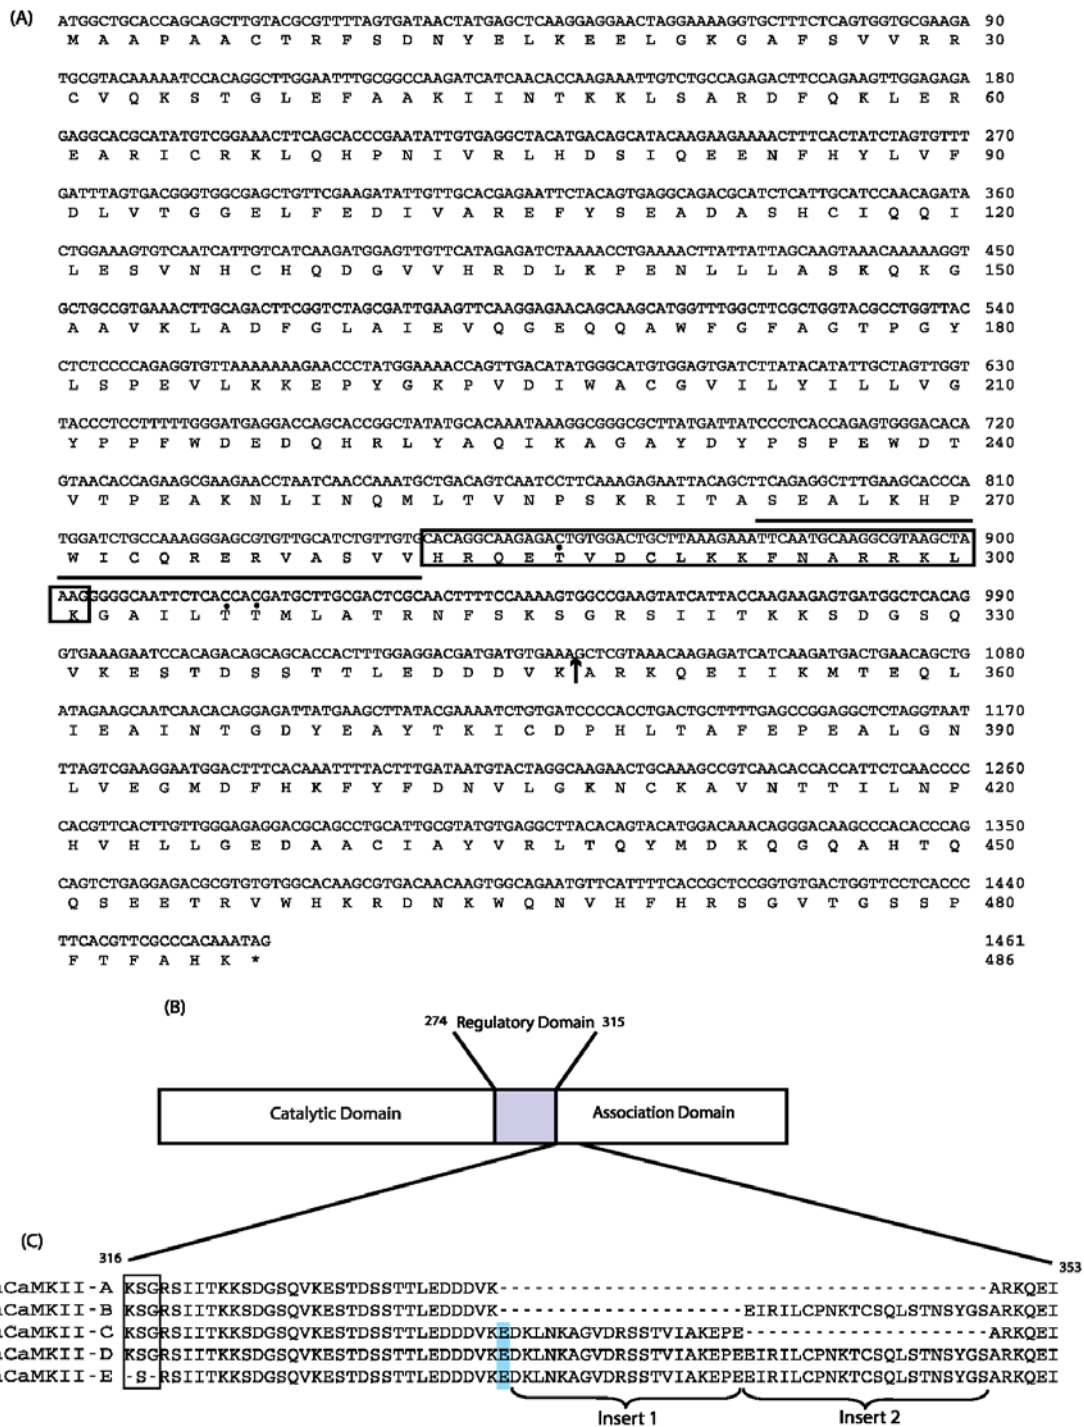 (A)
ATGGCTGCACCAGCAGCTTGTACGCGTTTTAGTGATAACTATGAGCTCAAGGAGGAACTAGGAAAAGGTGCTTTCTCAGTGGTGCGAAGA 90
M A A P A A C T R F S D N Y E L K E E L G K G A F S V V R R 30
TGCGTACAAAAATCCACAGGCTTGGAATTTGCGGCCAAGATCATCAACACCAAGAAATTGTCTGCCAGAGACTTCCAGAAGTTGGAGAGA 180
C V Q K S T G L E F A A K I I N T K K L S A R D F Q K L E R 60
GAGGCACGCATATGTCGGAAACTTCAGCACCCGAATATTGTGAGGCTACATGACAGCATACAAGAAGAAAACTTTCACTATCTAGTGTTT 270
E A R I C R K L Q H P N I V R L H D S I Q E E N F H Y L V F 90
GATTTAGTGACGGGTGGCGAGCTGTTCGAAGATATTGTTGCACGAGAATTCTACAGTGAGGCAGACGCATCTCATTGCATCCAACAGATA 360
D L V T G G E L F E D I V A R E F Y S E A D A S H C I Q Q I 120
CTGGAAAGTGTCAATCATTGTCATCAAGATGGAGTTGTTCATAGAGATCTAAAACCTGAAAACTTATTATTAGCAAGTAAACAAAAAGGT 450
L E S V N H C H Q D G V V H R D L K P E N L L L A S K Q K G 150
GCTGCCGTGAAACTTGCAGACTTCGGTCTAGCGATTGAAGTTCAAGGAGAACAGCAAGCATGGTTTGGCTTCGCTGGTACGCCTGGTTAC 540
A A V K L A D F G L A I E V Q G E Q Q A W F G F A G T P G Y 180
CTCTCCCCAGAGGTGTTAAAAAAAGAACCCTATGGAAAACCAGTTGACATATGGGCATGTGGAGTGATCTTATACATATTGCTAGTTGGT 630
L S P E V L K K E P Y G K P V D I W A C G V I L Y I L L V G 210
TACCCTCCTTTTTGGGATGAGGACCAGCACCGGCTATATGCACAAATAAAGGCGGGCGCTTATGATTATCCCTCACCAGAGTGGGACACA 720
Y P P F W D E D Q H R L Y A Q I K A G A Y D Y P S P E W D T 240
GTAACACCAGAAGCGAAGAACCTAATCAACCAAATGCTGACAGTCAATCCTTCAAAGAGAATTACAGCTTCAGAGGCTTTGAAGCACCCA 810
V T P E A K N L I N Q M L T V N P S K R I T A S E A L K H P 270
TGGATCTGCCAAAGGGAGCGTGTTGCATCTGTTGTGCACAGGCAAGAGACTGTGGACTGCTTAAAGAAATTCAATGCAAGGCGTAAGCTA 900
W I C Q R E R V A S V V H R Q E T V D C L K K F N A R R K L 300
AAGGGGGCAATTCTCACCACGATGCTTGCGACTCGCAACTTTTCCAAAAGTGGCCGAAGTATCATTACCAAGAAGAGTGATGGCTCACAG 990
K G A I L T T M L A T R N F S K S G R S I I T K K S D G S Q 330
GTGAAAGAATCCACAGACAGCAGCACCACTTTGGAGGACGATGATGTGAAAGCTCGTAAACAAGAGATCATCAAGATGACTGAACAGCTG 1080
V K E S T D S S T T L E D D D V K A R K Q E I I K M T E Q L 360
ATAGAAGCAATCAACACAGGAGATTATGAAGCTTATACGAAAATCTGTGATCCCCACCTGACTGCTTTTGAGCCGGAGGCTCTAGGTAAT 1170
I E A I N T G D Y E A Y T K I C D P H L T A F E P E A L G N 390
TTAGTCGAAGGAATGGACTTTCACAAATTTTACTTTGATAATGTACTAGGCAAGAACTGCAAAGCCGTCAACACCACCATTCTCAACCCC 1260
L V E G M D F H K F Y F D N V L G K N C K A V N T T I L N P 420
CACGTTCACTTGTTGGGAGAGGACGCAGCCTGCATTGCGTATGTGAGGCTTACACAGTACATGGACAAACAGGGACAAGCCCACACCCAG 1350
H V H L L G E D A A C I A Y V R L T Q Y M D K Q G Q A H T Q 450
CAGTCTGAGGAGACGCGTGTGTGGCACAAGCGTGACAACAAGTGGCAGAATGTTCATTTTCACCGCTCCGGTGTGACTGGTTCCTCACCC 1440
Q S E E T R V W H K R D N K W Q N V H F H R S G V T G S S P 480
TTCACGTTCGCCCACAAATAG 1461
F T F A H K * 486
(B)
274 Regulatory Domain 315
Catalytic Domain Association Domain
(C)
316 353
CaMKII-A KSGRSIITKKSDGSQVKESTDSSTTLEDDDVK------------------------------------------ARKQEI
CaMKII-B KSGRSIITKKSDGSQVKESTDSSTTLEDDDVK---------------------EIRILCPNKTCSQLSTNSYGSARKQEI
CaMKII-C KSGRSIITKKSDGSQVKESTDSSTTLEDDDVKEDKLNKAGVDRSSTVIAKEPE---------------------ARKQEI
CaMKII-D KSGRSIITKKSDGSQVKESTDSSTTLEDDDVKEDKLNKAGVDRSSTVIAKEPEEIRILCPNKTCSQLSTNSYGSARKQEI
CaMKII-E -S-RSIITKKSDGSQVKESTDSSTTLEDDDVKEDKLNKAGVDRSSTVIAKEPEEIRILCPNKTCSQLSTNSYGSARKQEI
Insert 1 Insert 2